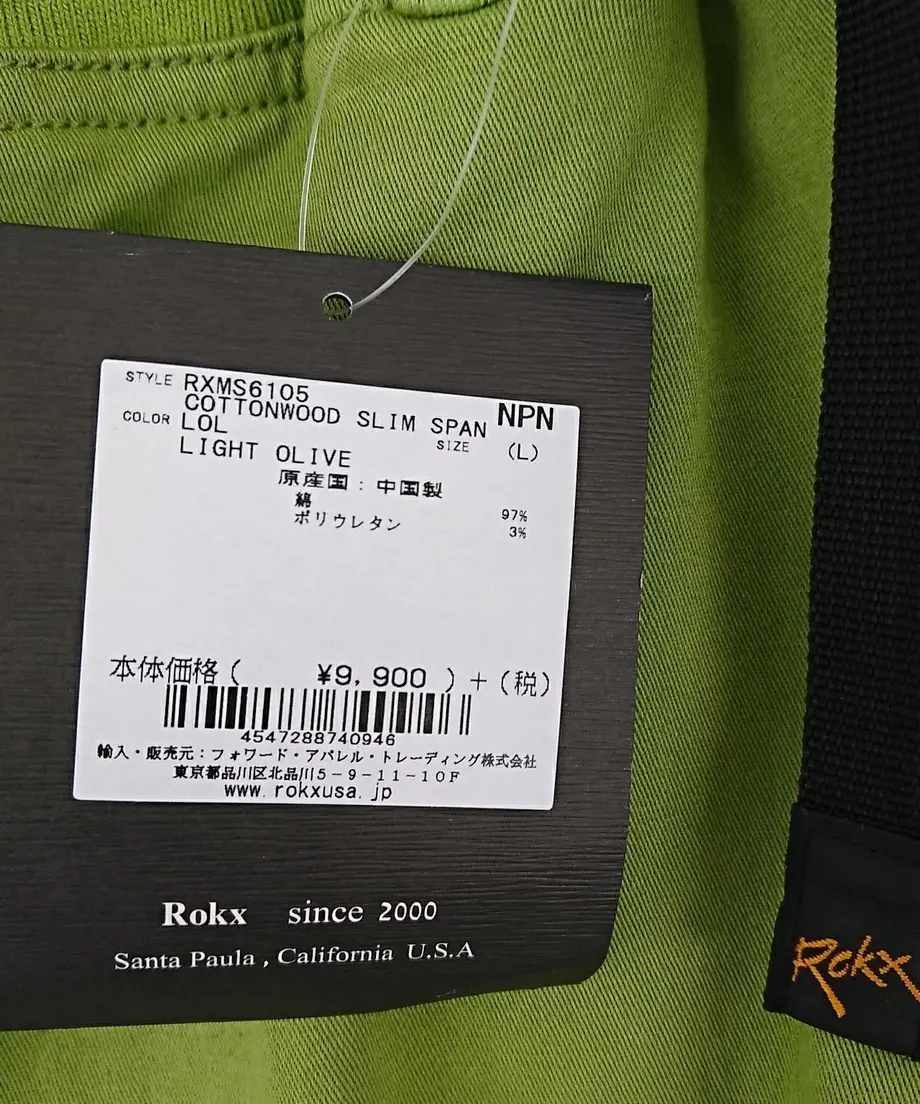 STYLE RXMS6105
COTTONWOOD SLIM SPAN NPN
COLOR LOL SIZE (L)
LIGHT OLIVE
原産国：中国製
綿 97%
ポリウレタン 3%
本体価格( ¥9,900 )+(税)
4547288740946
輸入・販売元：フォワード・アパレル・トレーディング株式会社
東京都品川区北品川5-9-11-10F
www.rokxusa.jp
Rokx since 2000
Santa Paula , California U.S.A
Rokx